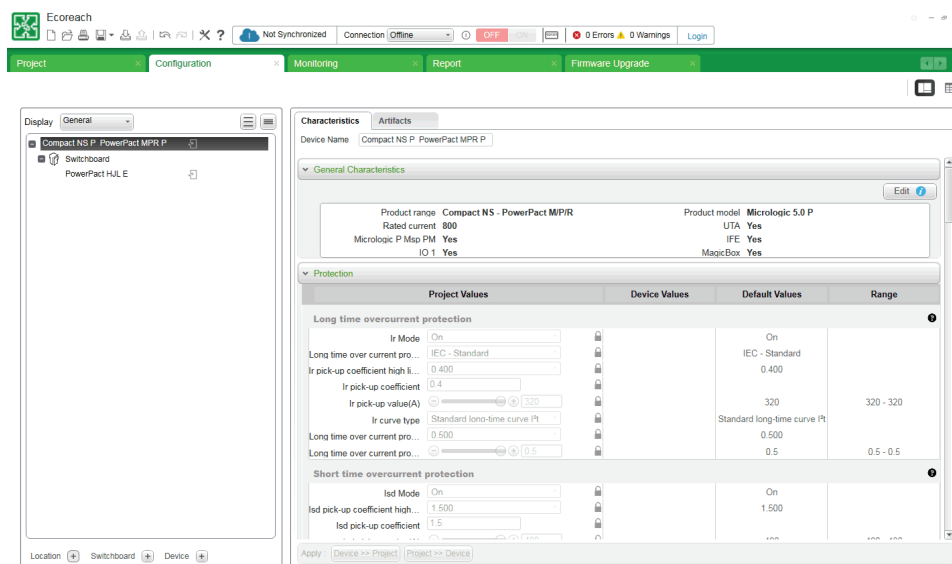 Ecoreach
Not Synchronized Connection Offline OFF ON 0 Errors 0 Warnings Login
Project Configuration Monitoring Report Firmware Upgrade
Display General
Compact NS P PowerPact MPR P
Switchboard
PowerPact HJL E
Location Switchboard Device
Characteristics Artifacts
Device Name Compact NS P PowerPact MPR P
General Characteristics
Edit
Product range Compact NS - PowerPact M/P/R Product model Micrologic 5.0 P
Rated current 800 UTA Yes
Micrologic P Msp PM Yes IFE Yes
IO 1 Yes MagicBox Yes
Protection
Project Values Device Values Default Values Range
Long time overcurrent protection
Ir Mode On On
Long time over current pro... IEC - Standard IEC - Standard
Ir pick-up coefficient high li... 0.400 0.400
Ir pick-up coefficient 0.4
Ir pick-up value(A) 320 320 320 - 320
Ir curve type Standard long-time curve I²t Standard long-time curve I²t
Long time over current pro... 0.500 0.500
Long time over current pro... 0.5 0.5 0.5 - 0.5
Short time overcurrent protection
Isd Mode On On
Isd pick-up coefficient high... 1.500 1.500
Isd pick-up coefficient 1.5
Apply : Device >> Project Project >> Device